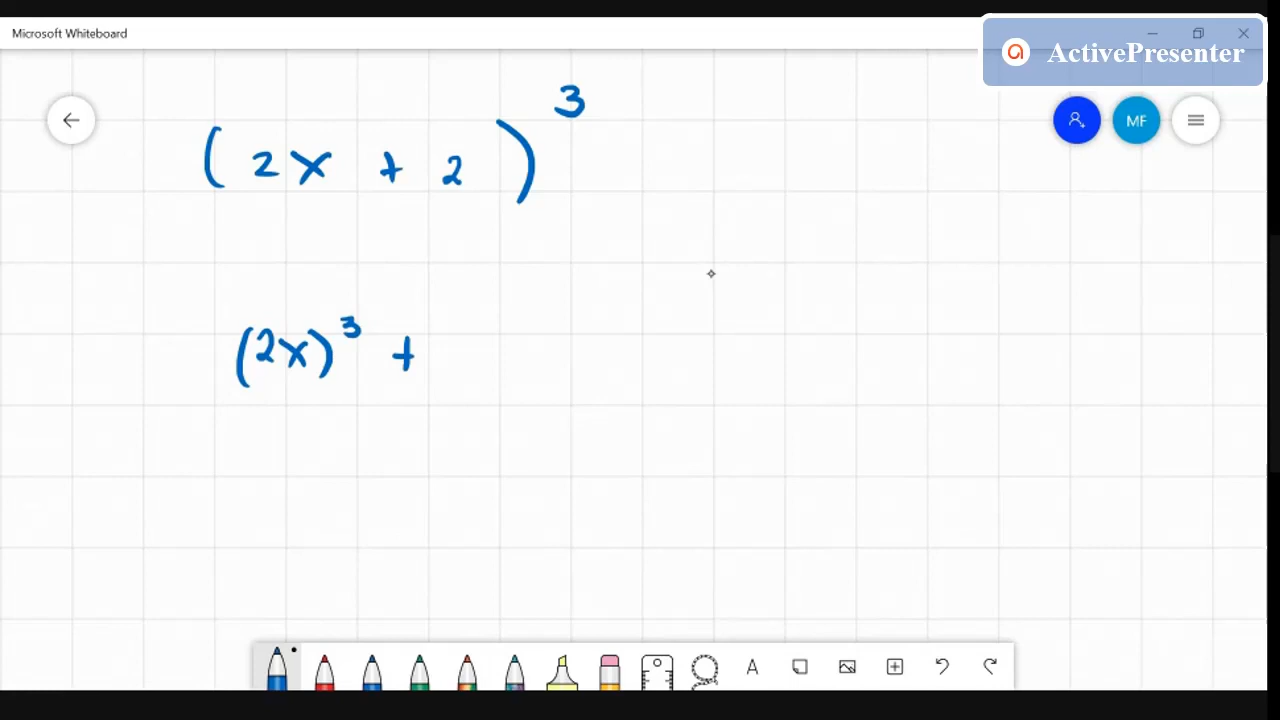 Microsoft Whiteboard
ActivePresenter
MF
(2x + 2)³
(2x)³ +
A